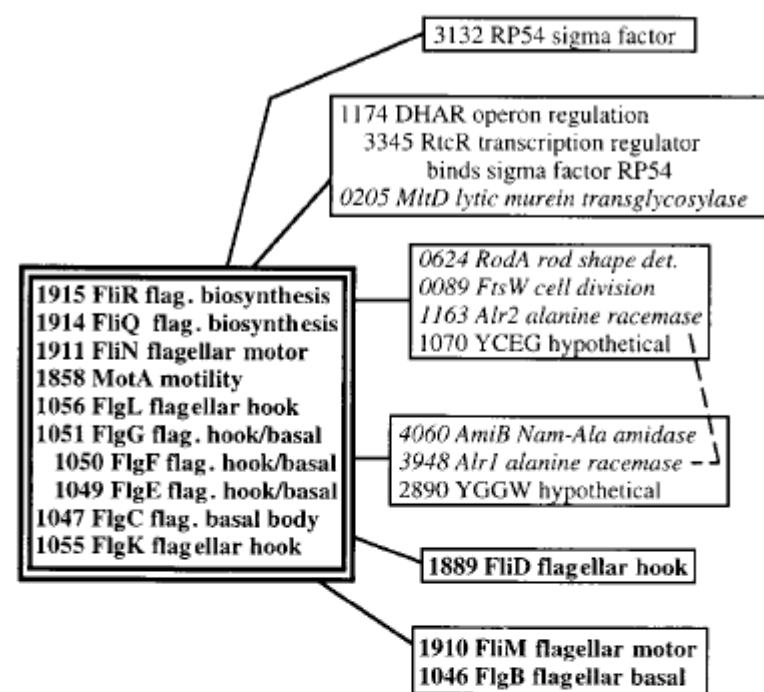 3132 RP54 sigma factor
1174 DHAR operon regulation
3345 RtcR transcription regulator
binds sigma factor RP54
0205 MltD lytic murein transglycosylase
0624 RodA rod shape det.
0089 FtsW cell division
1163 Alr2 alanine racemase
1070 YCEG hypothetical
1915 FliR flag. biosynthesis
1914 FliQ flag. biosynthesis
1911 FliN flagellar motor
1858 MotA motility
1056 FlgL flagellar hook
1051 FlgG flag. hook/basal
1050 FlgF flag. hook/basal
1049 FlgE flag. hook/basal
1047 FlgC flag. basal body
1055 FlgK flagellar hook
4060 AmiB Nam-Ala amidase
3948 Alr1 alanine racemase
2890 YGGW hypothetical
1889 FliD flagellar hook
1910 FliM flagellar motor
1046 FlgB flagellar basal